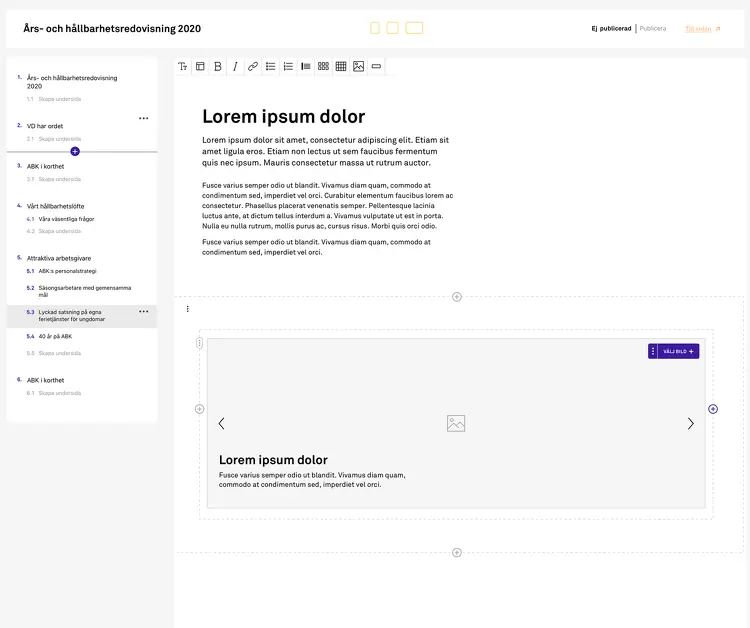 Års- och hållbarhetsredovisning 2020
Ej publicerad | Publicera
Till sidan
1. Års- och hållbarhetsredovisning
2020
1.1 Skapa undersida
2. VD har ordet
2.1 Skapa undersida
3. ABK i korthet
3.1 Skapa undersida
4. Vårt hållbarhetslöfte
4.1 Våra väsentliga frågor
4.2 Skapa undersida
5. Attraktiva arbetsgivare
5.1 ABK:s personalstrategi
5.2 Säsongsarbetare med gemensamma
mål
5.3 Lyckad satsning på egna
ferietjänster för ungdomar
5.4 40 år på ABK
5.5 Skapa undersida
6. ABK i korthet
6.1 Skapa undersida
Tт B I
Lorem ipsum dolor
Lorem ipsum dolor sit amet, consectetur adipiscing elit. Etiam sit
amet ligula eros. Etiam non lectus ut sem faucibus fermentum
quis nec ipsum. Mauris consectetur massa ut rutrum auctor.
Fusce varius semper odio ut blandit. Vivamus diam quam, commodo at
condimentum sed, imperdiet vel orci. Curabitur elementum faucibus lorem ac
consectetur. Phasellus placerat venenatis semper. Pellentesque lacinia
luctus ante, at dictum tellus interdum a. Vivamus vulputate ut est in porta.
Nulla eu nulla rutrum, mollis purus ac, cursus risus. Morbi quis orci odio.
Fusce varius semper odio ut blandit. Vivamus diam quam, commodo at
condimentum sed, imperdiet vel orci.
VÄLJ BILD +
Lorem ipsum dolor
Fusce varius semper odio ut blandit. Vivamus diam quam,
commodo at condimentum sed, imperdiet vel orci.